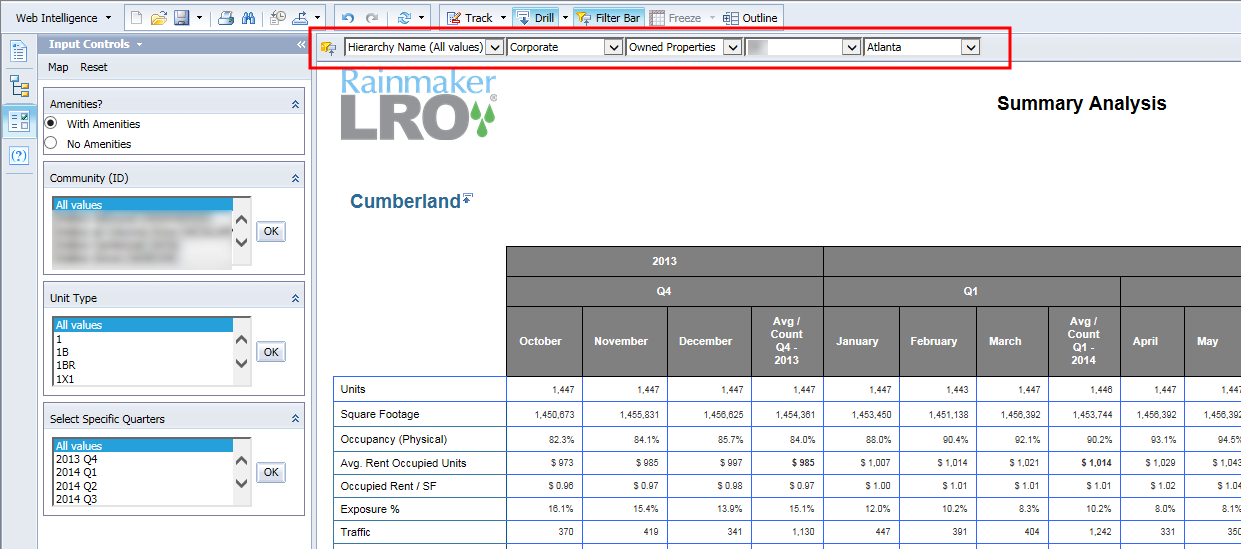 Web Intelligence
Track Drill Filter Bar Freeze Outline
Input Controls
Map Reset
Hierarchy Name (All values) Corporate Owned Properties Atlanta
Amenities?
With Amenities
No Amenities
Community (ID)
All values
OK
Unit Type
All values
1
1B
1BR
1X1
OK
Select Specific Quarters
All values
2013 Q4
2014 Q1
2014 Q2
2014 Q3
OK
Rainmaker
LRO®
Summary Analysis
Cumberland
2013
Q4 Q1
October November December Avg / Count Q4 - 2013 January February March Avg / Count Q1 - 2014 April May
Units 1,447 1,447 1,447 1,447 1,447 1,443 1,447 1,446 1,447 1,447
Square Footage 1,450,673 1,455,831 1,456,625 1,454,361 1,453,450 1,451,138 1,456,392 1,453,744 1,456,392 1,456,392
Occupancy (Physical) 82.3% 84.1% 85.7% 84.0% 88.0% 90.4% 92.1% 90.2% 93.1% 94.5%
Avg. Rent Occupied Units $ 973 $ 985 $ 997 $ 985 $ 1,007 $ 1,014 $ 1,021 $ 1,014 $ 1,029 $ 1,043
Occupied Rent / SF $ 0.96 $ 0.97 $ 0.98 $ 0.97 $ 1.00 $ 1.01 $ 1.01 $ 1.01 $ 1.02 $ 1.04
Exposure % 16.1% 15.4% 13.9% 15.1% 12.0% 10.2% 8.3% 10.2% 8.0% 8.1%
Traffic 370 419 341 1,130 447 391 404 1,242 331 350